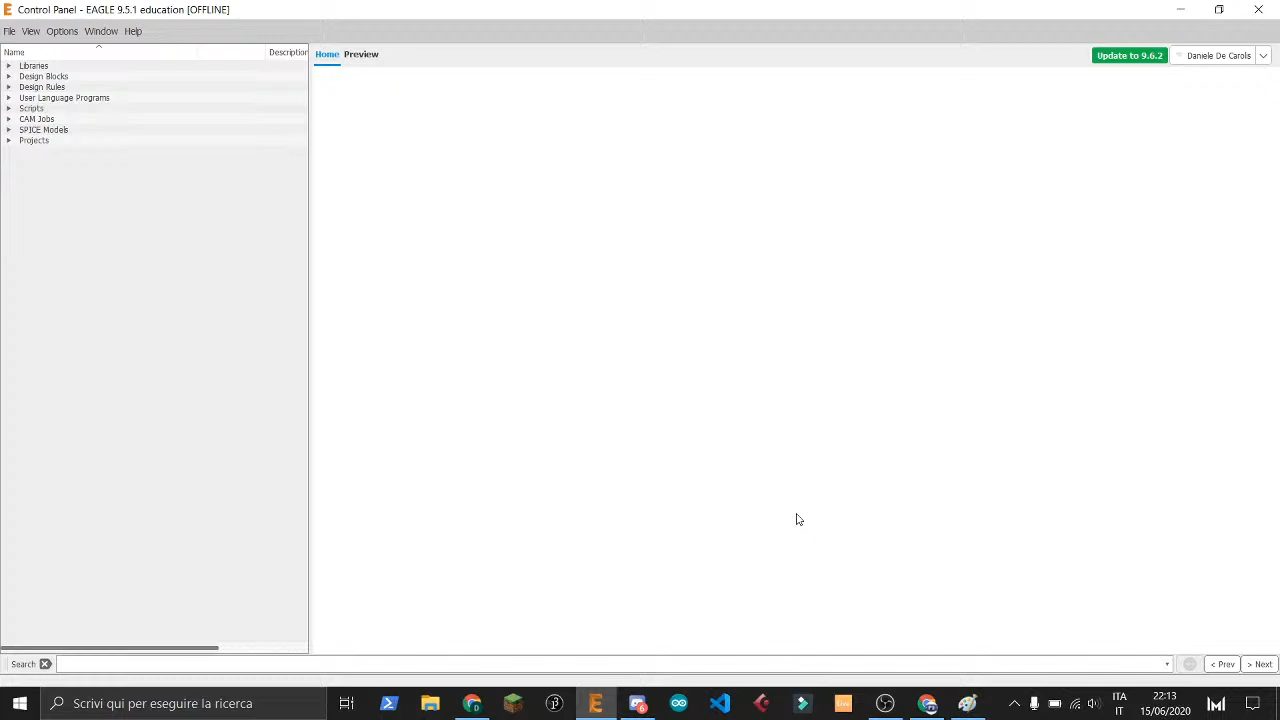 Control Panel - EAGLE 9.5.1 education [OFFLINE]
File View Options Window Help
Name Description
Home Preview
Update to 9.6.2
Daniele De Carolis
Libraries
Design Blocks
Design Rules
User Language Programs
Scripts
CAM Jobs
SPICE Models
Projects
Search
< Prev
> Next
Scrivi qui per eseguire la ricerca
6
Live
ITA
IT
22:13
15/06/2020